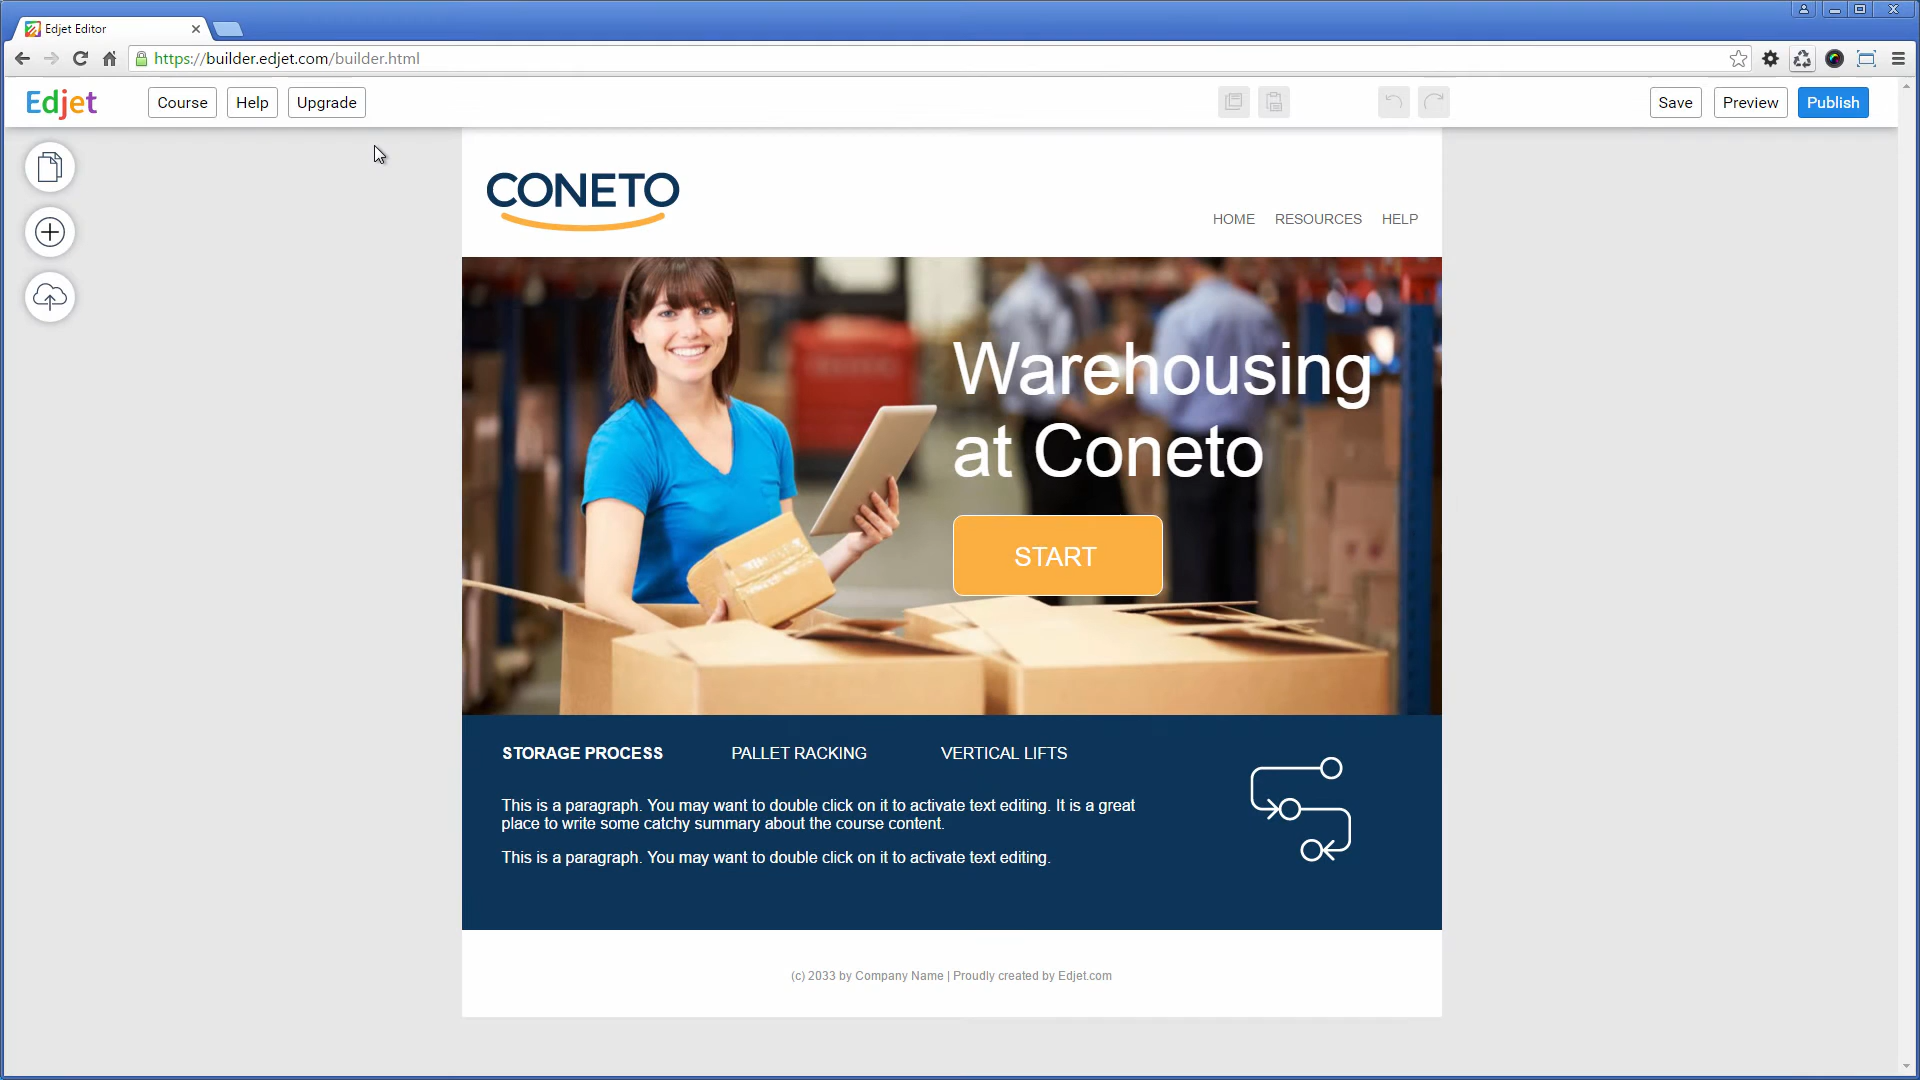 Edjet Editor
https://builder.edjet.com/builder.html
Edjet
Course
Help
Upgrade
Save
Preview
Publish
CONETO
HOME
RESOURCES
HELP
Warehousing
at Coneto
START
STORAGE PROCESS
PALLET RACKING
VERTICAL LIFTS
This is a paragraph. You may want to double click on it to activate text editing. It is a great
place to write some catchy summary about the course content.
This is a paragraph. You may want to double click on it to activate text editing.
(c) 2033 by Company Name | Proudly created by Edjet.com